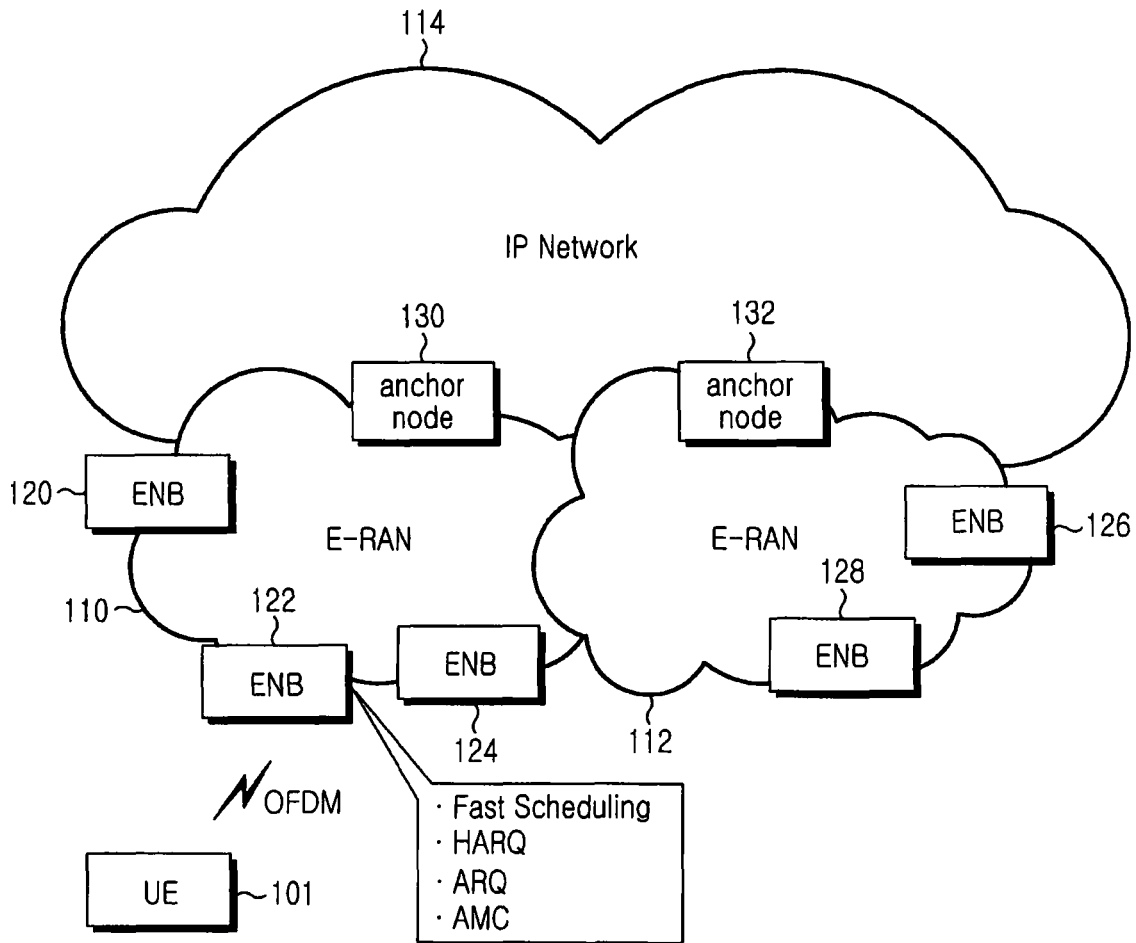 114
IP Network
130
132
anchor
node
anchor
node
120
ENB
E-RAN
E-RAN
ENB
126
110
122
128
ENB
ENB
ENB
124
112
OFDM
· Fast Scheduling
· HARQ
· ARQ
· AMC
UE
101